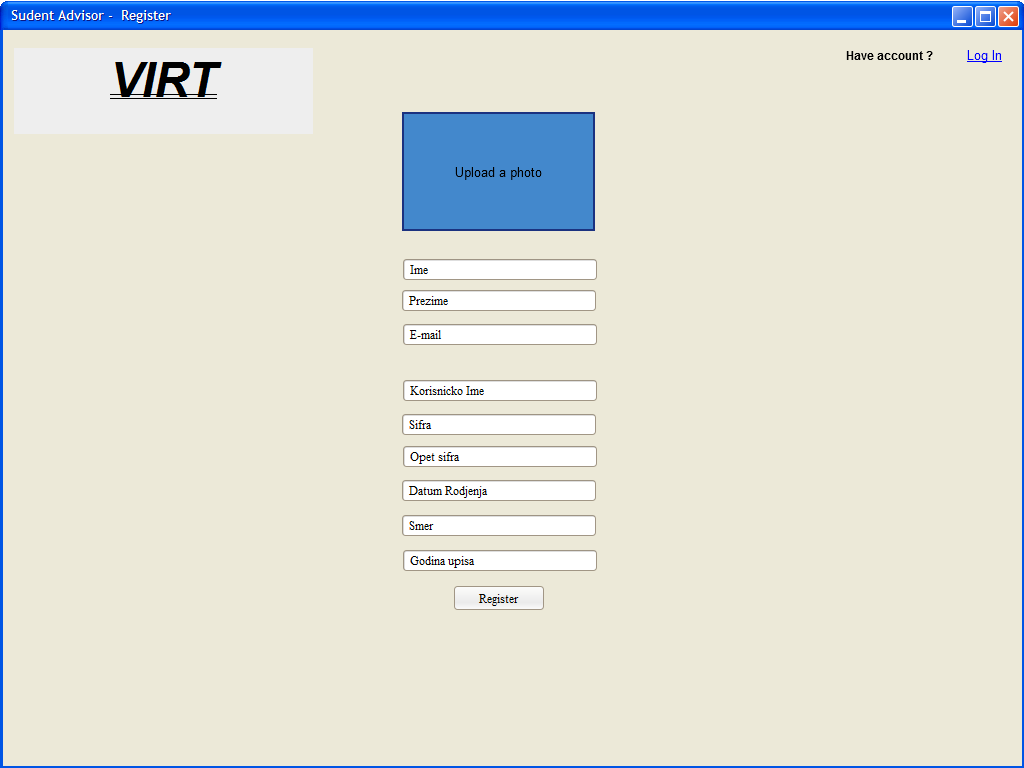 Sudent Advisor -  Register
VIRT
Have account ? Log In
Upload a photo
Ime
Prezime
E-mail
Korisnicko Ime
Sifra
Opet sifra
Datum Rodjenja
Smer
Godina upisa
Register